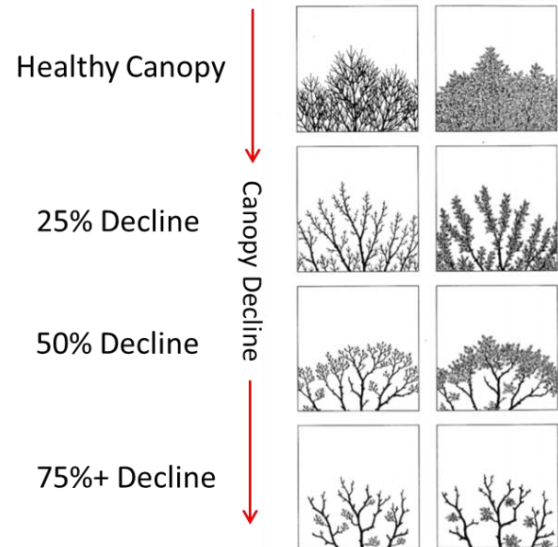 Healthy Canopy
25% Decline
Canopy Decline
50% Decline
75%+ Decline